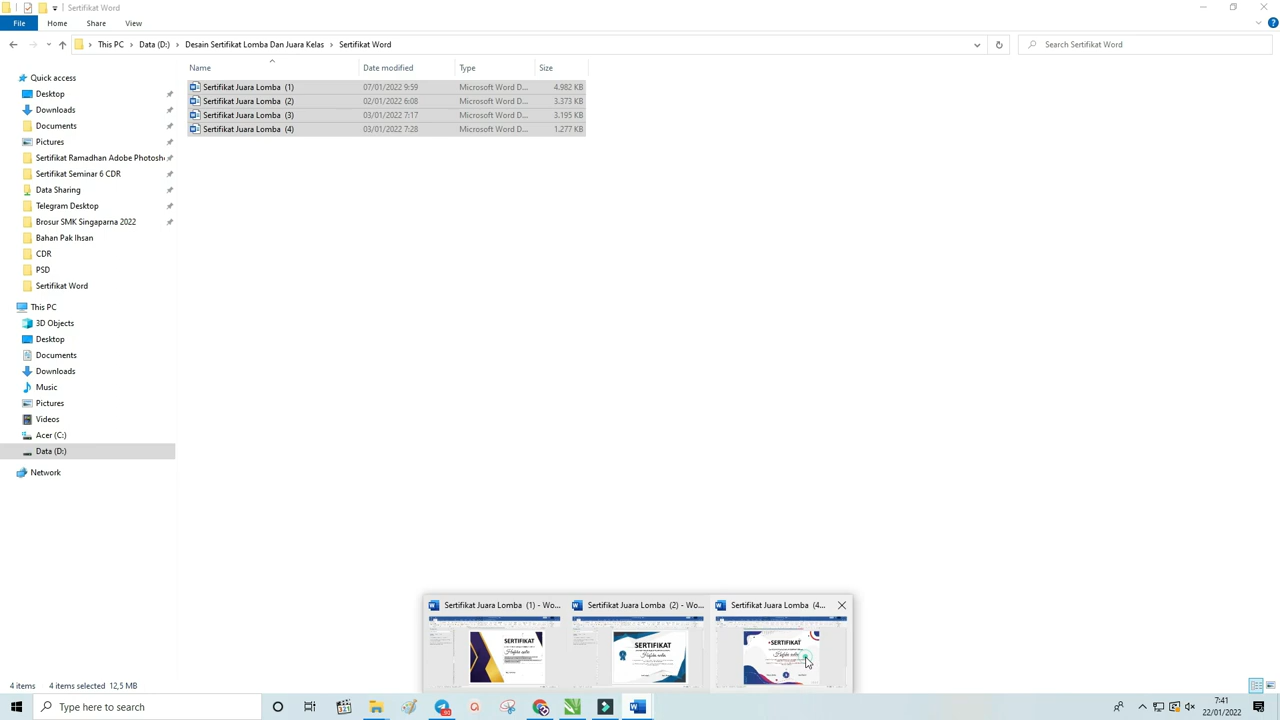 Sertifikat Word
File Home Share View
This PC Data (D:) Desain Sertifikat Lomba Dan Juara Kelas Sertifikat Word Search Sertifikat Word
Name Date modified Type Size
Quick access
Desktop
Downloads
Documents
Pictures
Sertifikat Ramadhan Adobe Photosh
Sertifikat Seminar 6 CDR
Data Sharing
Telegram Desktop
Brosur SMK Singaparna 2022
Bahan Pak Ihsan
CDR
PSD
Sertifikat Word
This PC
3D Objects
Desktop
Documents
Downloads
Music
Pictures
Videos
Acer (C:)
Data (D:)
Network
Sertifikat Juara Lomba (1) 07/01/2022 9:59 Microsoft Word D... 4.982 KB
Sertifikat Juara Lomba (2) 02/01/2022 6:08 Microsoft Word D... 3.373 KB
Sertifikat Juara Lomba (3) 03/01/2022 7:17 Microsoft Word D... 3.195 KB
Sertifikat Juara Lomba (4) 03/01/2022 7:28 Microsoft Word D... 1.277 KB
Sertifikat Juara Lomba (1) - Wo... Sertifikat Juara Lomba (2) - Wo... Sertifikat Juara Lomba (4...
SERTIFIKAT
SERTIFIKAT
SERTIFIKAT
4 items 4 items selected 12,5 MB
Type here to search
7:41
22/01/2022